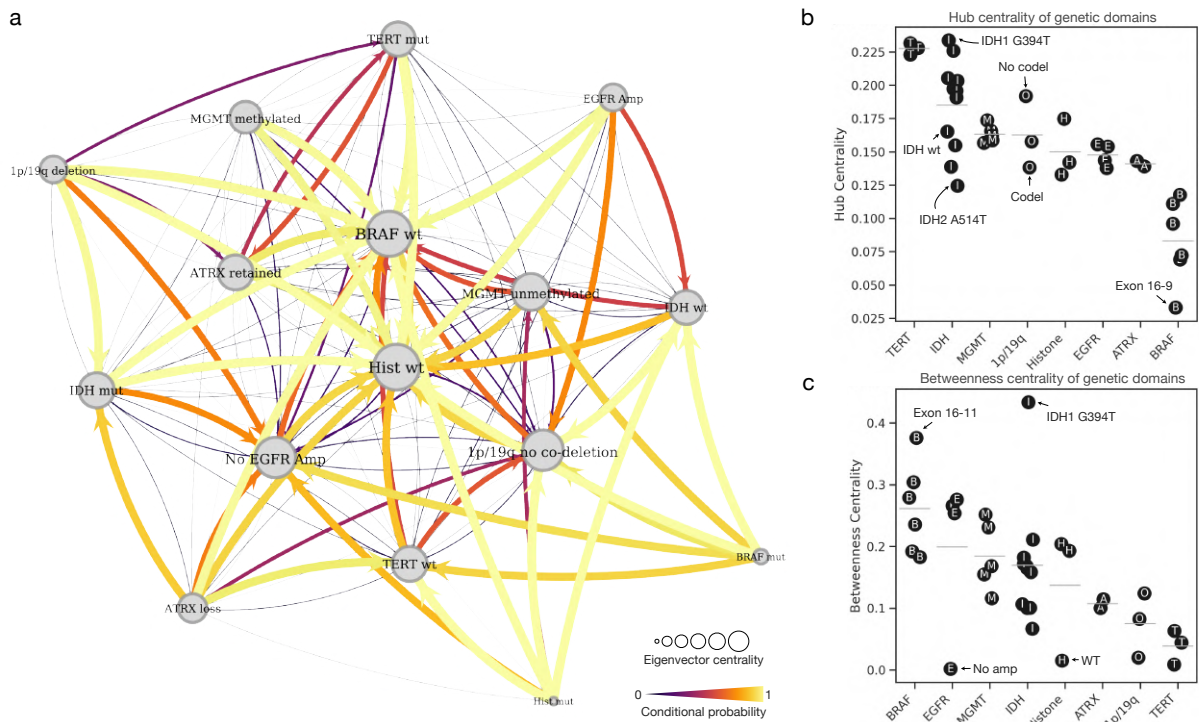 a
TERT mut
EGFR Amp
MGMT methylated
1p/19q deletion
BRAF wt
ATRX retained
MGMT unmethylated
IDH wt
Hist wt
IDH mut
No EGFR Amp
1p/19q no co-deletion
TERT wt
BRAF mut
ATRX loss
Hist mut
Eigenvector centrality
0
1
Conditional probability
b
Hub centrality of genetic domains
Hub Centrality
0.225
0.200
0.175
0.150
0.125
0.100
0.075
0.050
0.025
IDH1 G394T
No codel
IDH wt
Codel
IDH2 A514T
Exon 16-9
TERT
IDH
MGMT
1p/19q
Histone
EGFR
ATRX
BRAF
c
Betweenness centrality of genetic domains
Betweenness Centrality
0.4
0.3
0.2
0.1
0.0
Exon 16-11
IDH1 G394T
No amp
WT
BRAF
EGFR
MGMT
IDH
Histone
ATRX
1p/19q
TERT